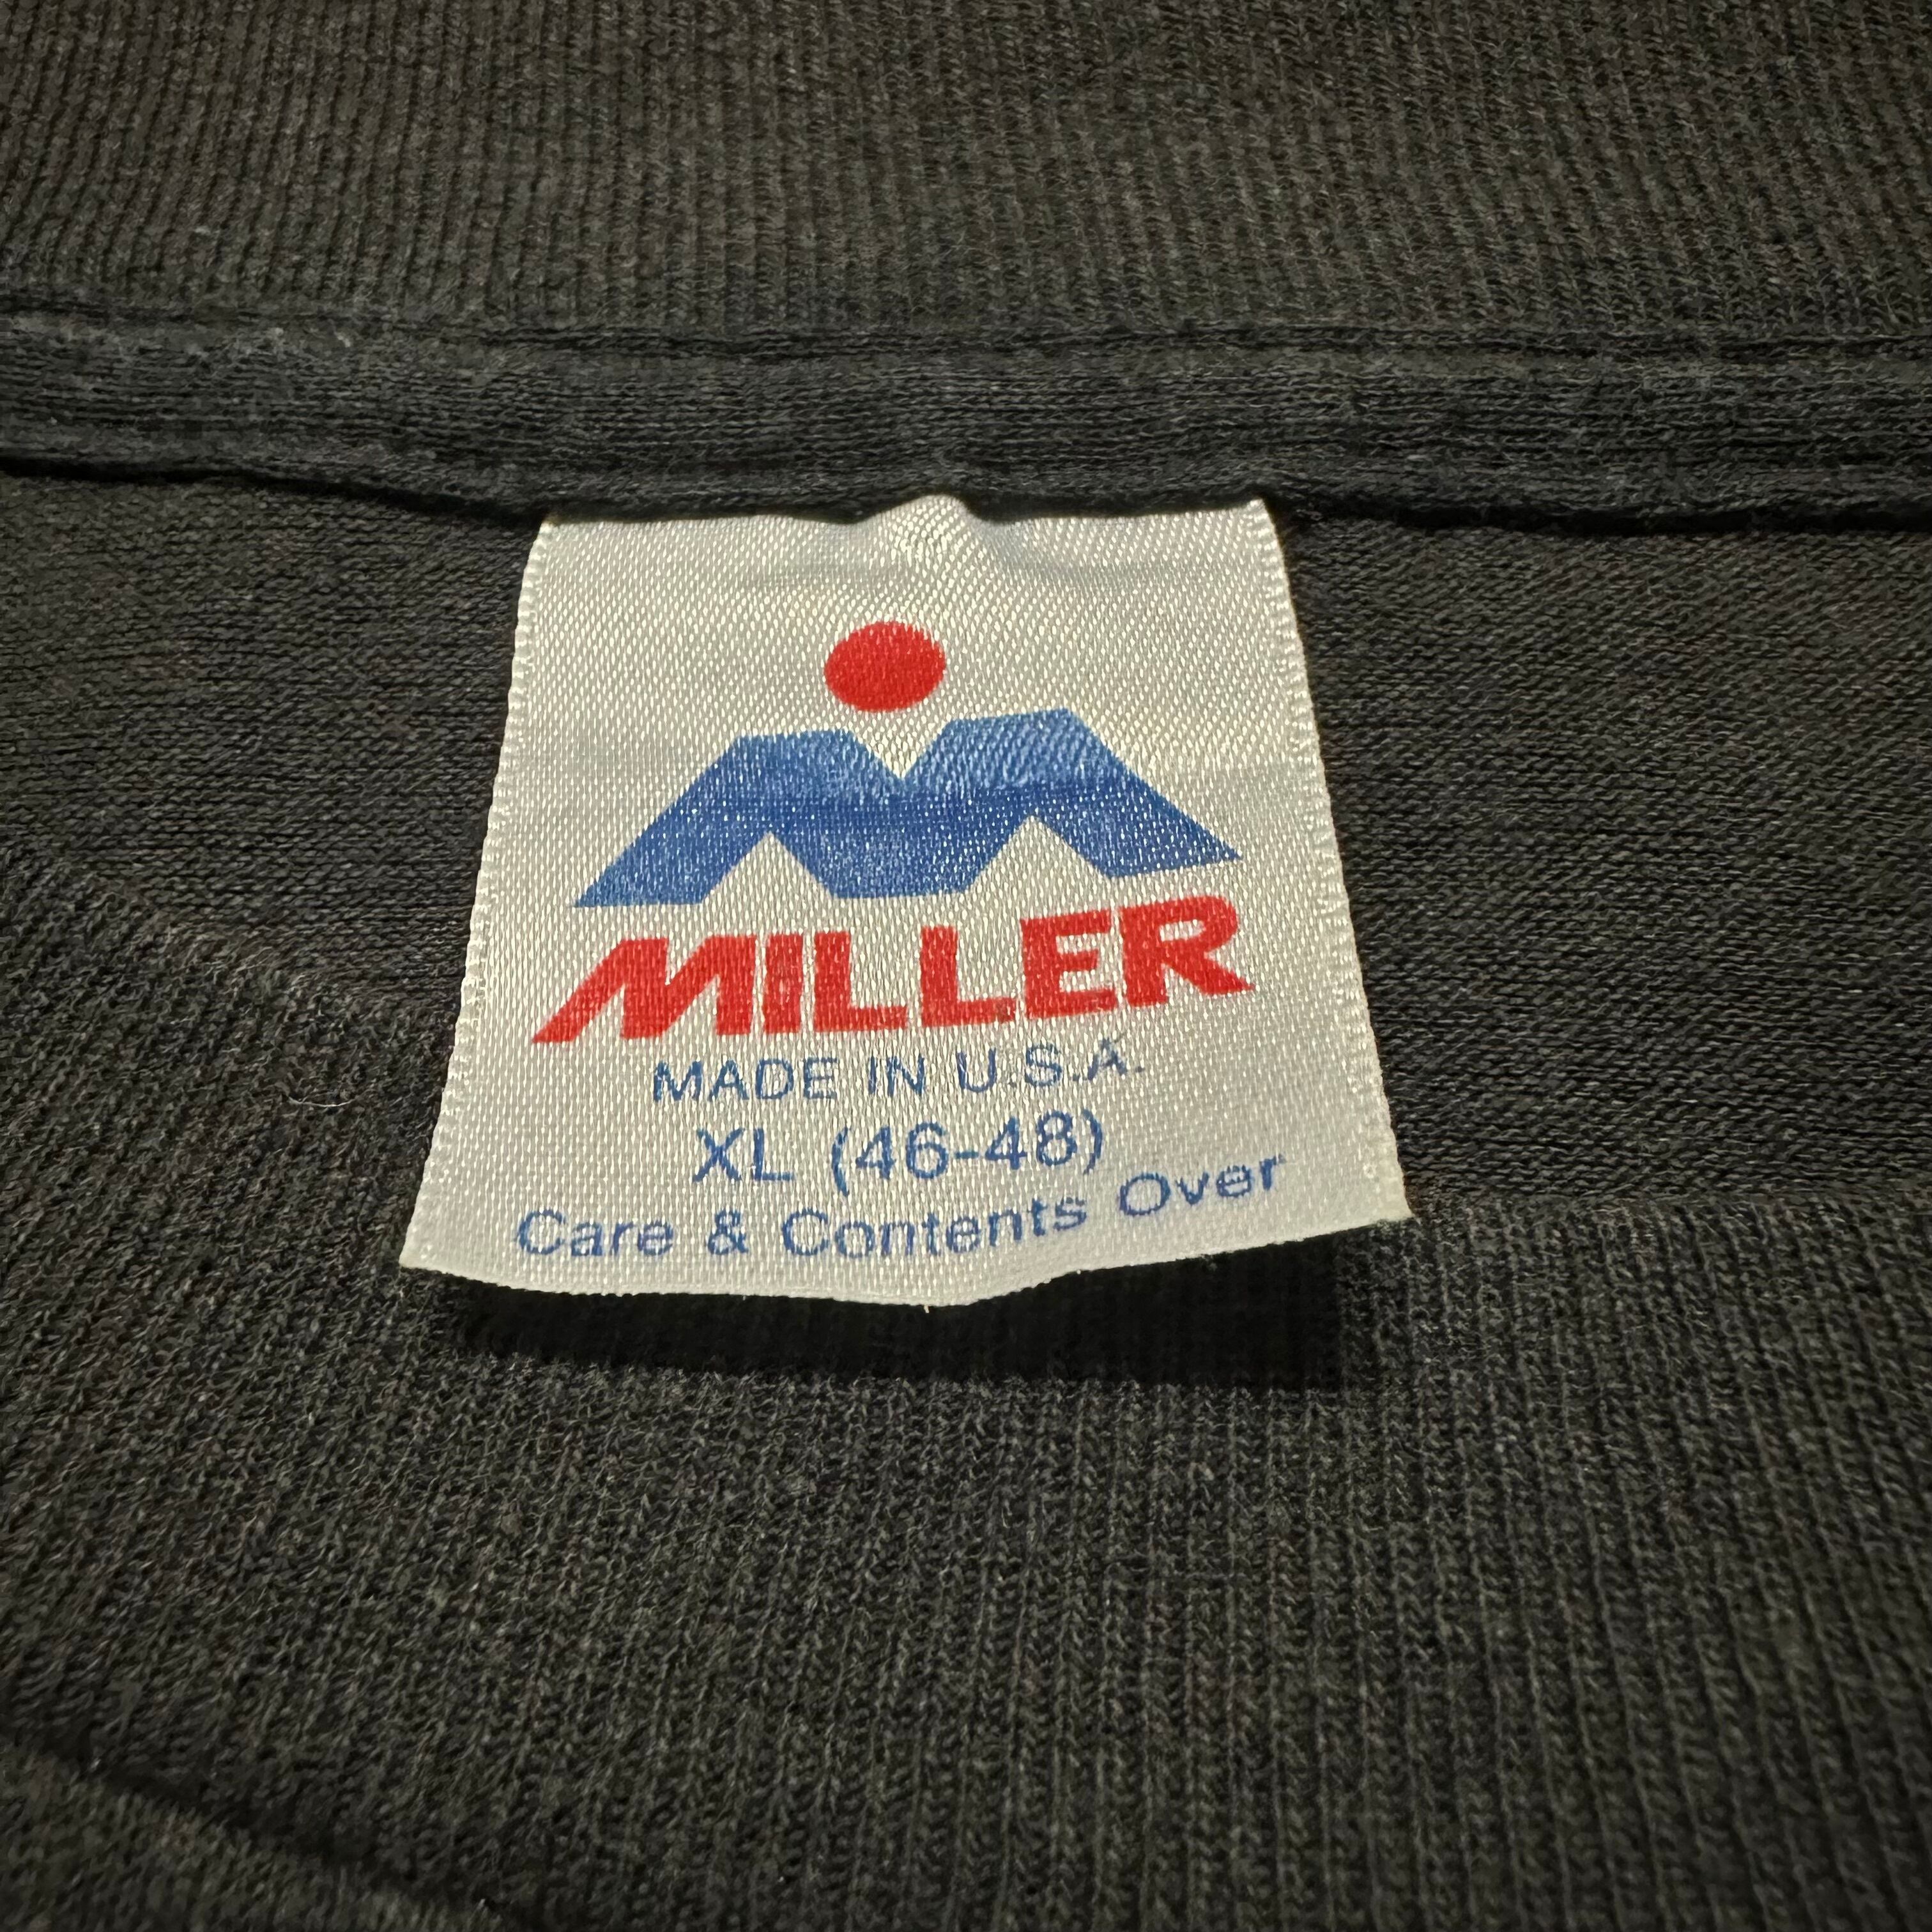 MILLER
MADE IN U.S.A.
XL (46-48)
Care & Contents Over